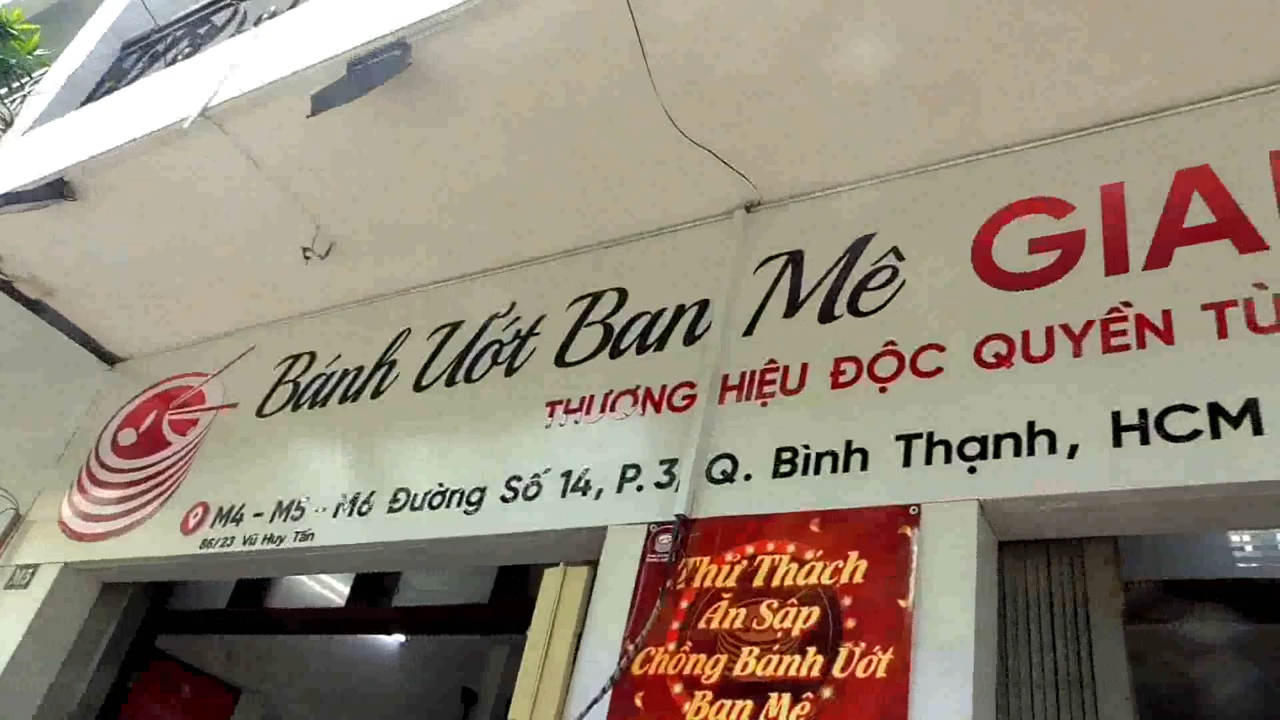 Bánh Ướt Ban Mê GIA
THƯƠNG HIỆU ĐỘC QUYỀN TỪ
M4 - M5 - M6 Đường Số 14, P. 3, Q. Bình Thạnh, HCM
86/23 Vũ Huy Tấn
Thử Thách
Ăn Sập
Chồng Bánh Ướt
Ban Mê